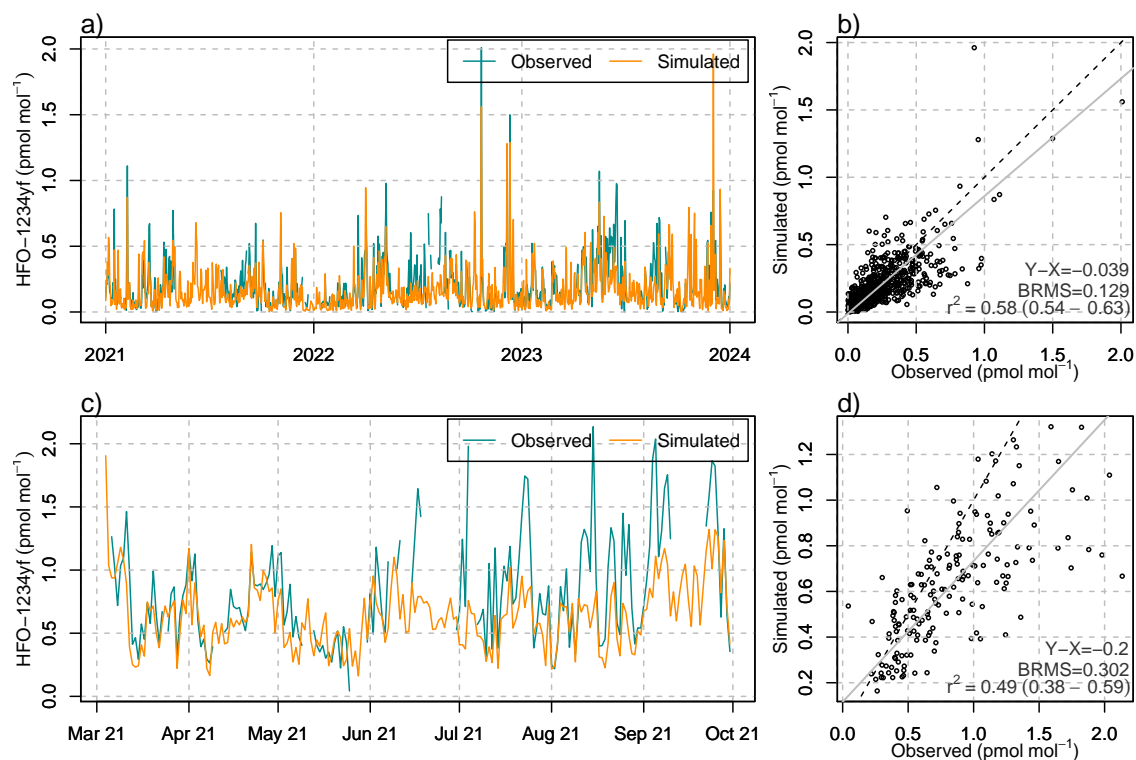 a)
HFO−1234yf (pmol mol⁻¹)
2.0
1.5
1.0
0.5
0.0
Observed Simulated
2021 2022 2023 2024
b)
Simulated (pmol mol⁻¹)
2.0
1.5
1.0
0.5
0.0
Y−X=−0.039
BRMS=0.129
r² = 0.58 (0.54 − 0.63)
0.0 0.5 1.0 1.5 2.0
Observed (pmol mol⁻¹)
c)
HFO−1234yf (pmol mol⁻¹)
2.0
1.5
1.0
0.5
0.0
Observed Simulated
Mar 21 Apr 21 May 21 Jun 21 Jul 21 Aug 21 Sep 21 Oct 21
d)
Simulated (pmol mol⁻¹)
1.2
1.0
0.8
0.6
0.4
0.2
Y−X=−0.2
BRMS=0.302
r² = 0.49 (0.38 − 0.59)
0.0 0.5 1.0 1.5 2.0
Observed (pmol mol⁻¹)